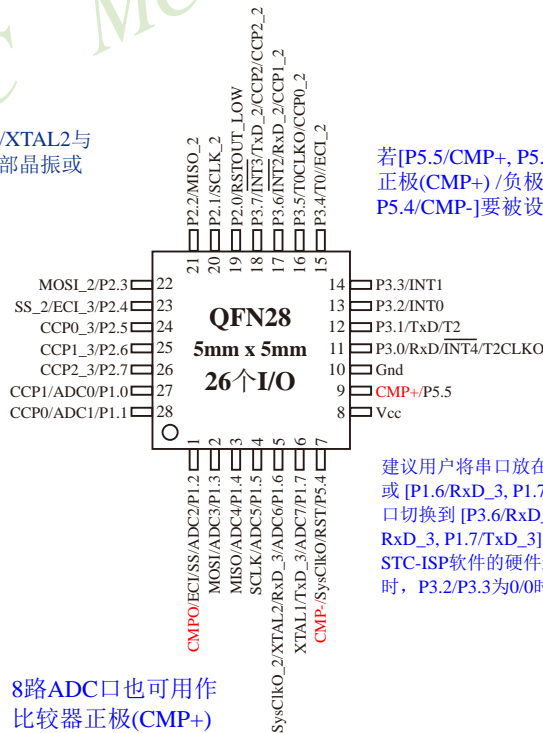 /XTAL2与
部晶振或
若[P5.5/CMP+, P5.
正极(CMP+) /负极
P5.4/CMP-]要被设
P2.2/MISO_2
P2.1/SCLK_2
P2.0/RSTOUT_LOW
P3.7/INT3/TxD_2/CCP2/CCP2_2
P3.6/INT2/RxD_2/CCP1_2
P3.5/T0CLKO/CCP0_2
P3.4/T0//ECI_2
21
20
19
18
17
16
15
MOSI_2/P2.3 22
SS_2/ECI_3/P2.4 23
CCP0_3/P2.5 24
CCP1_3/P2.6 25
CCP2_3/P2.7 26
CCP1/ADC0/P1.0 27
CCP0/ADC1/P1.1 28
QFN28
5mm x 5mm
26个I/O
14 P3.3/INT1
13 P3.2/INT0
12 P3.1/TxD/T2
11 P3.0/RxD/INT4/T2CLKO
10 Gnd
9 CMP+/P5.5
8 Vcc
1
2
3
4
5
6
7
CMPO/ECI/SS/ADC2/P1.2
MOSI/ADC3/P1.3
MISO/ADC4/P1.4
SCLK/ADC5/P1.5
SysClkO_2/XTAL2/RxD_3/ADC6/P1.6
XTAL1/TxD_3/ADC7/P1.7
CMP-/SysClkO/RST/P5.4
建议用户将串口放在
或 [P1.6/RxD_3, P1.7
口切换到 [P3.6/RxD_
RxD_3, P1.7/TxD_3]
STC-ISP软件的硬件
时，P3.2/P3.3为0/0时
8路ADC口也可用作
比较器正极(CMP+)